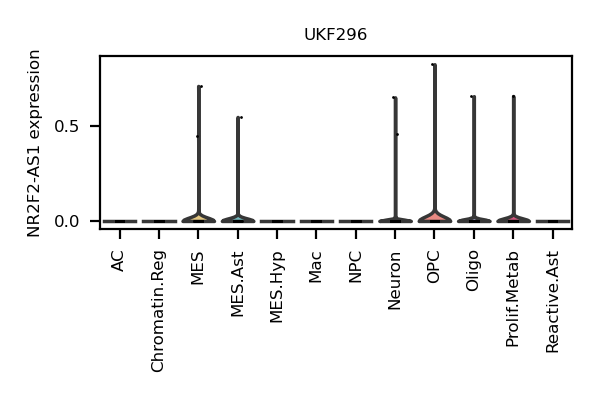 UKF296
NR2F2-AS1 expression
0.5
0.0
AC
Chromatin.Reg
MES
MES.Ast
MES.Hyp
Mac
NPC
Neuron
OPC
Oligo
Prolif.Metab
Reactive.Ast